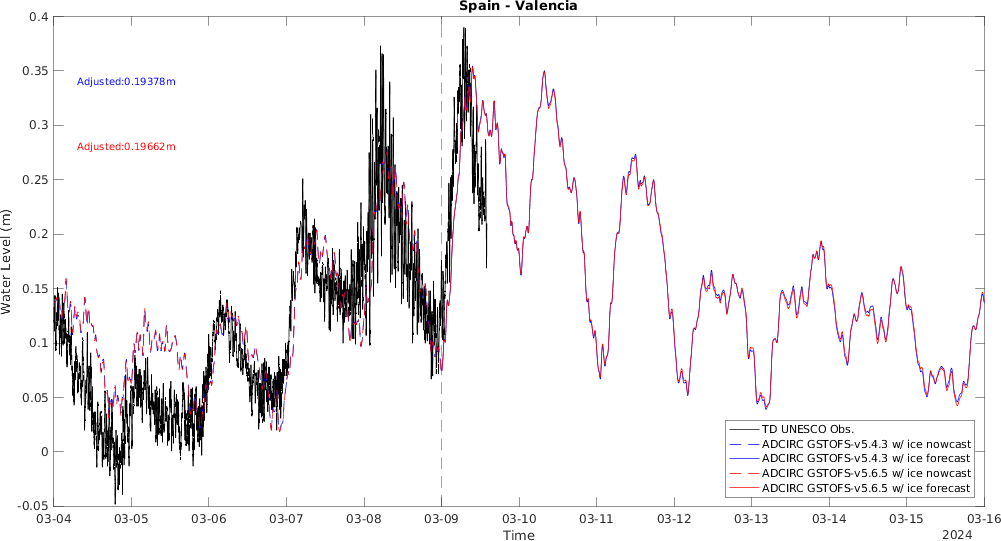 Spain - Valencia
Water Level (m)
0.4
0.35
0.3
0.25
0.2
0.15
0.1
0.05
0
-0.05
Adjusted:0.19378m
Adjusted:0.19662m
TD UNESCO Obs.
ADCIRC GSTOFS-v5.4.3 w/ ice nowcast
ADCIRC GSTOFS-v5.4.3 w/ ice forecast
ADCIRC GSTOFS-v5.6.5 w/ ice nowcast
ADCIRC GSTOFS-v5.6.5 w/ ice forecast
03-04 03-05 03-06 03-07 03-08 03-09 03-10 03-11 03-12 03-13 03-14 03-15 03-16
Time
2024